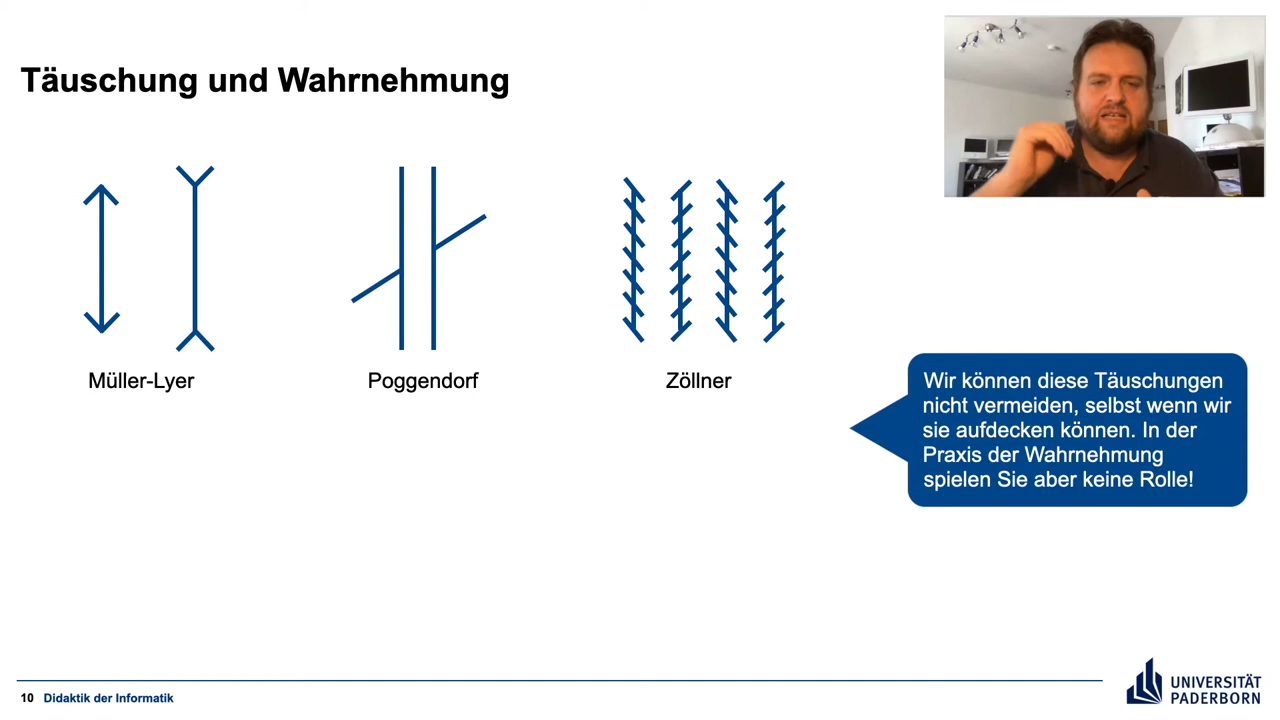 Täuschung und Wahrnehmung
Müller-Lyer
Poggendorf
Zöllner
Wir können diese Täuschungen
nicht vermeiden, selbst wenn wir
sie aufdecken können. In der
Praxis der Wahrnehmung
spielen Sie aber keine Rolle!
10 Didaktik der Informatik
UNIVERSITÄT
PADERBORN